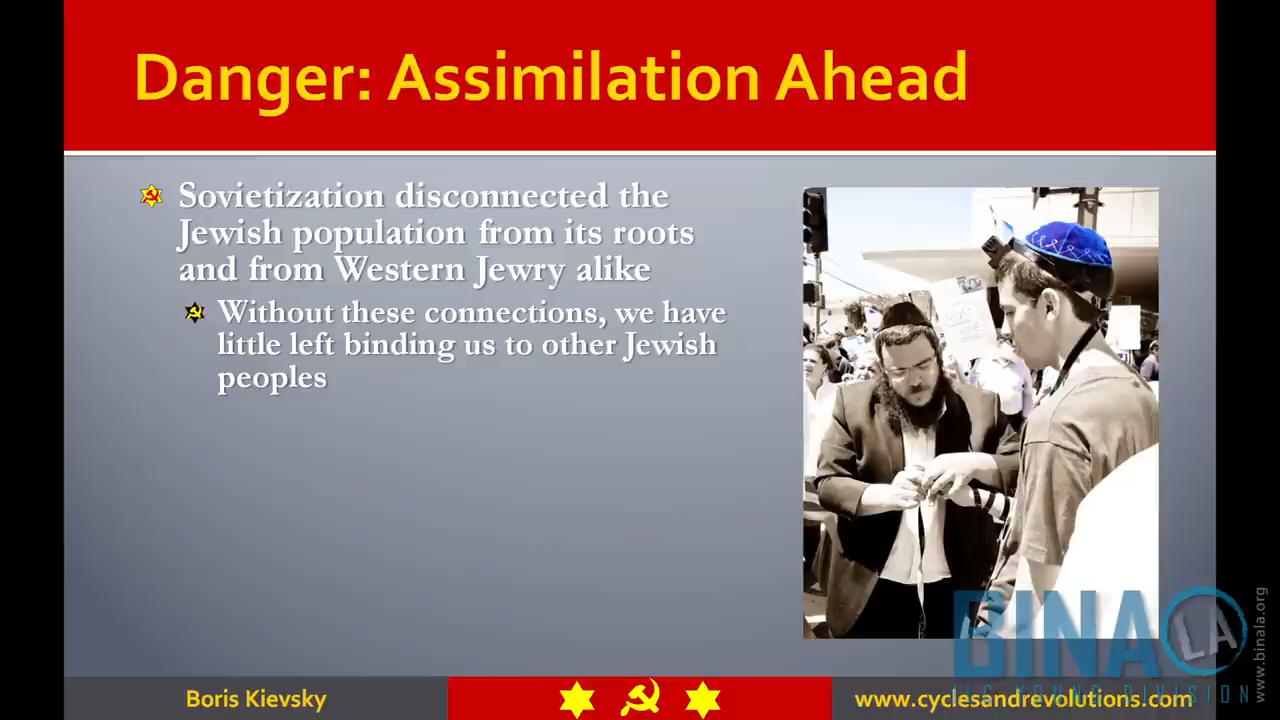 Danger: Assimilation Ahead
Sovietization disconnected the
Jewish population from its roots
and from Western Jewry alike
Without these connections, we have
little left binding us to other Jewish
peoples
BINA
LA
www.binala.org
Boris Kievsky
www.cyclesandrevolutions.com